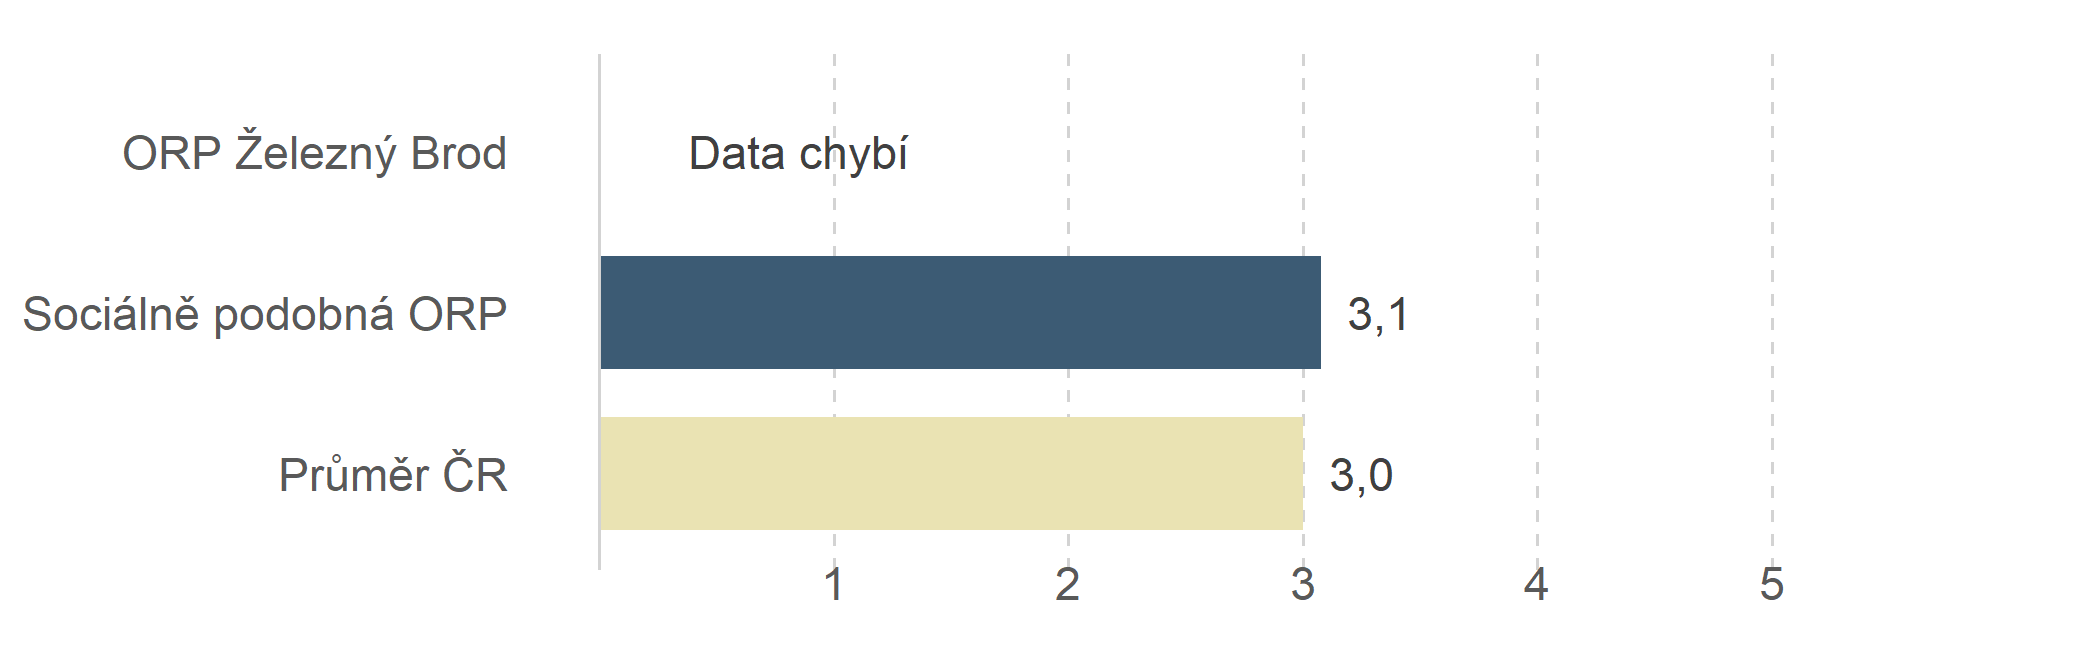 ORP Železný Brod Data chybí
Sociálně podobná ORP 3,1
Průměr ČR 3,0
1 2 3 4 5